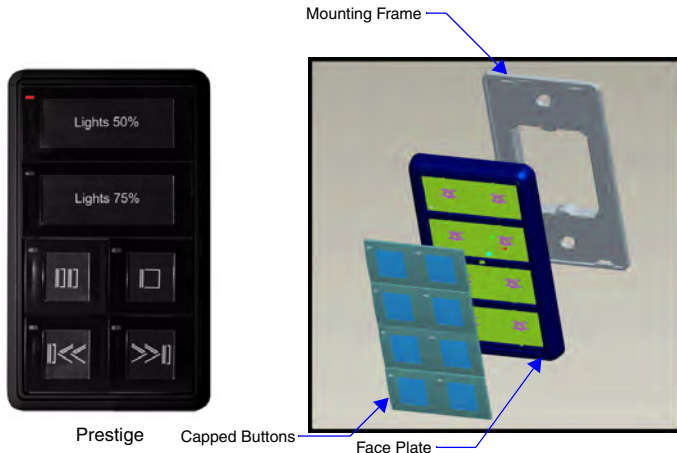 Mounting Frame
Lights 50%
Lights 75%
Prestige
Capped Buttons
Face Plate